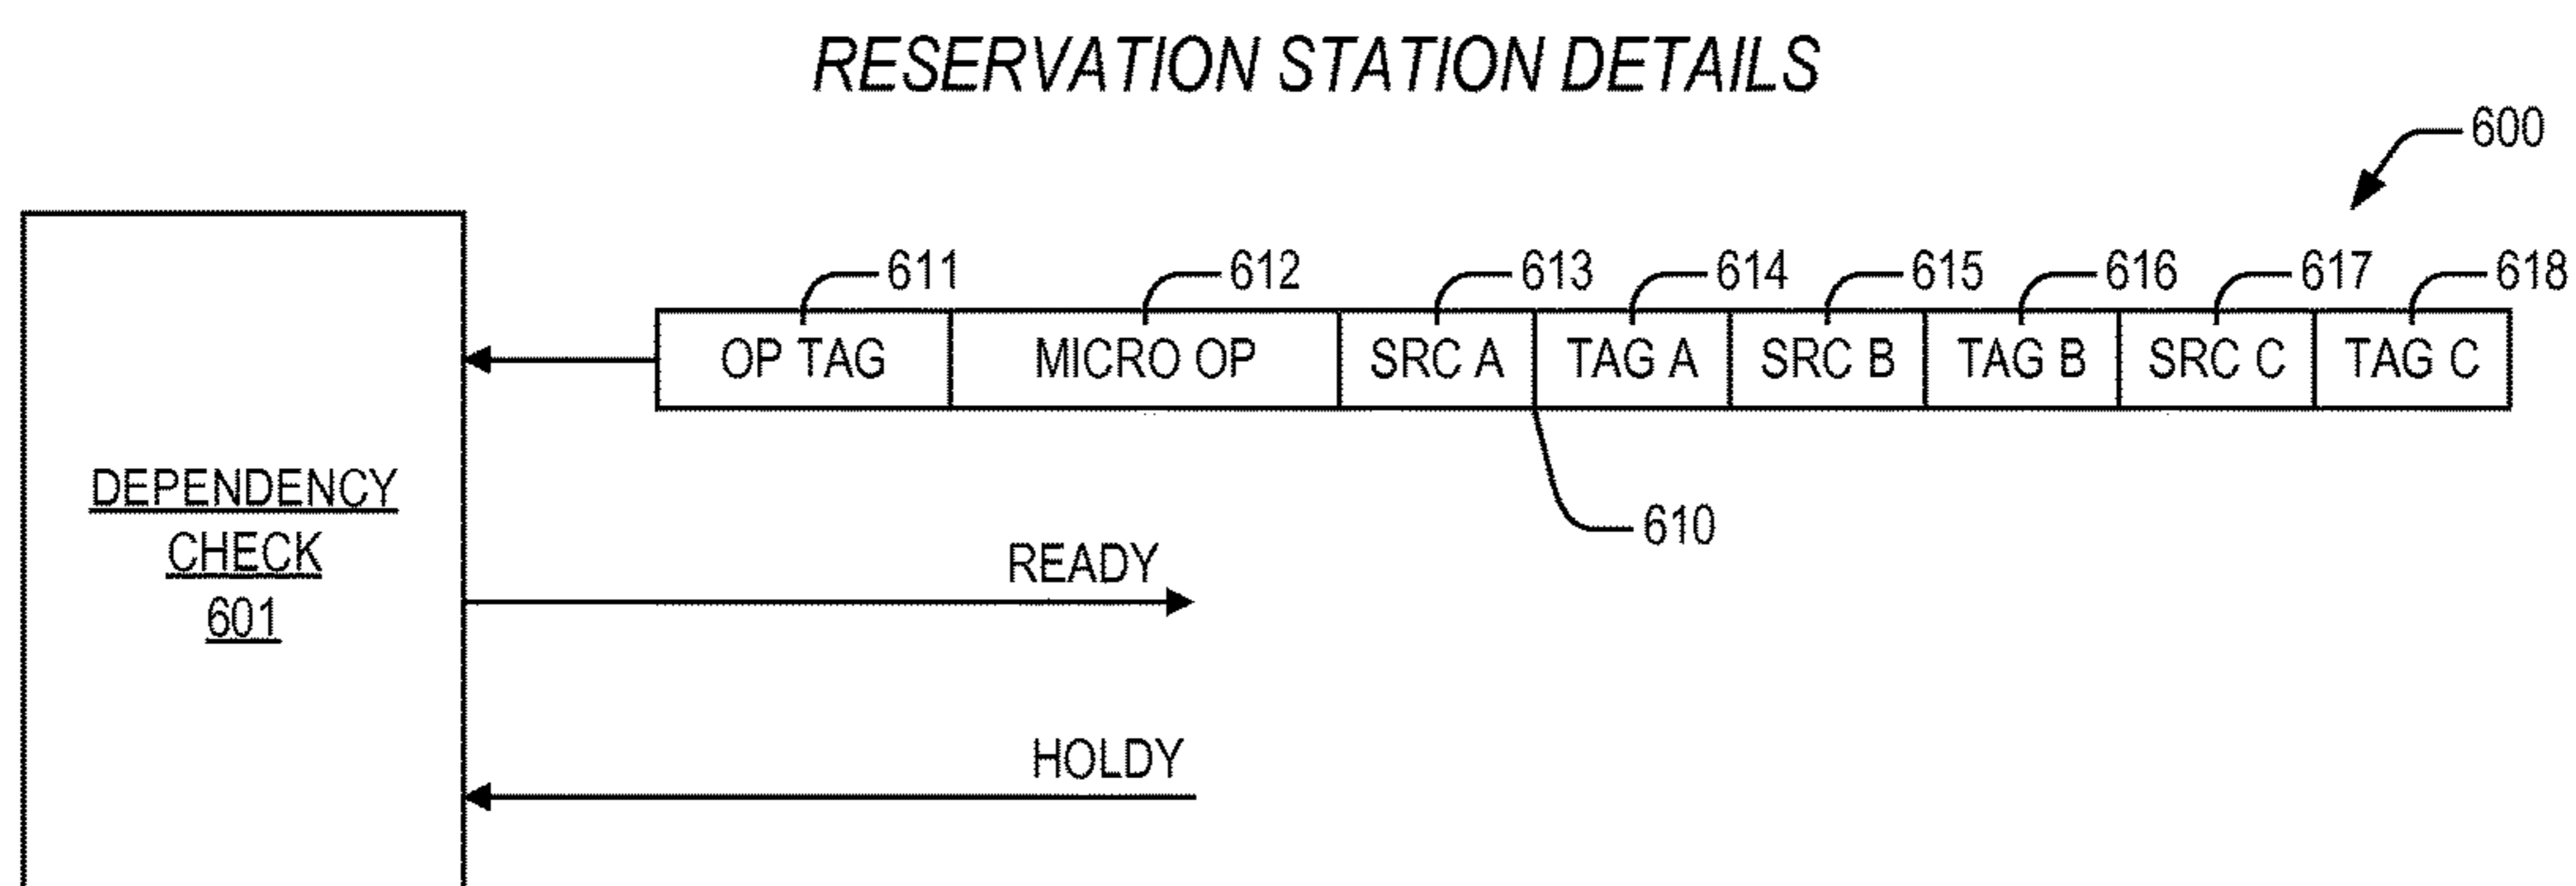 RESERVATION STATION DETAILS
600
611 612 613 614 615 616 617 618
OP TAG MICRO OP SRC A TAG A SRC B TAG B SRC C TAG C
610
DEPENDENCY
CHECK
601
READY
HOLDY